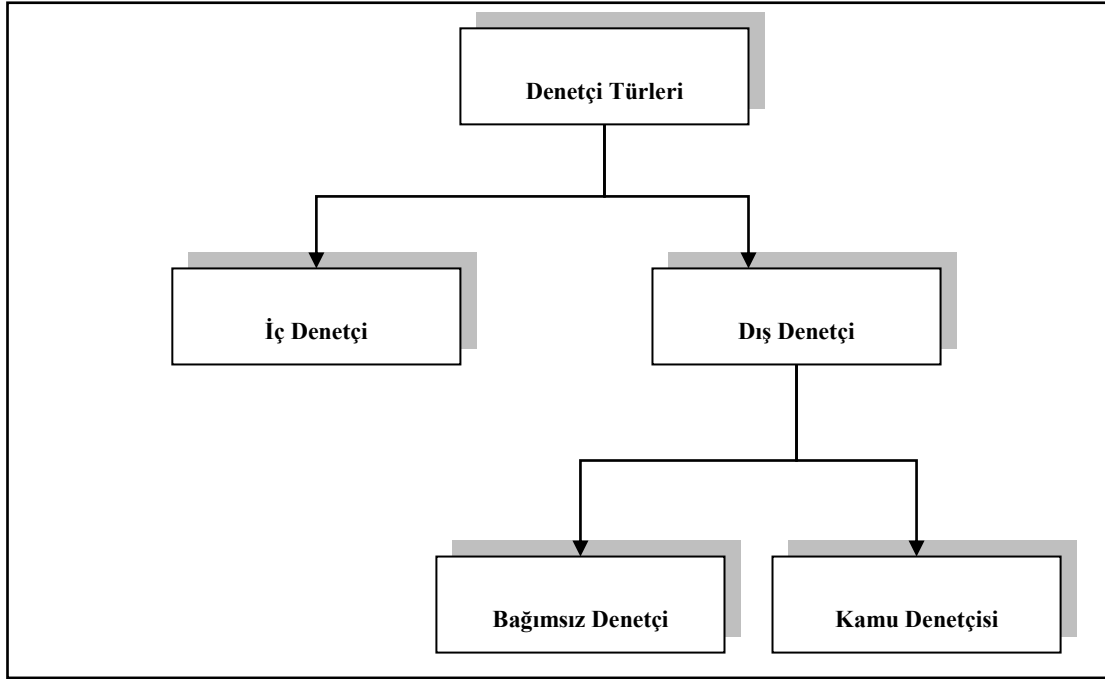 Denetçi Türleri
İç Denetçi
Dış Denetçi
Bağımsız Denetçi
Kamu Denetçisi